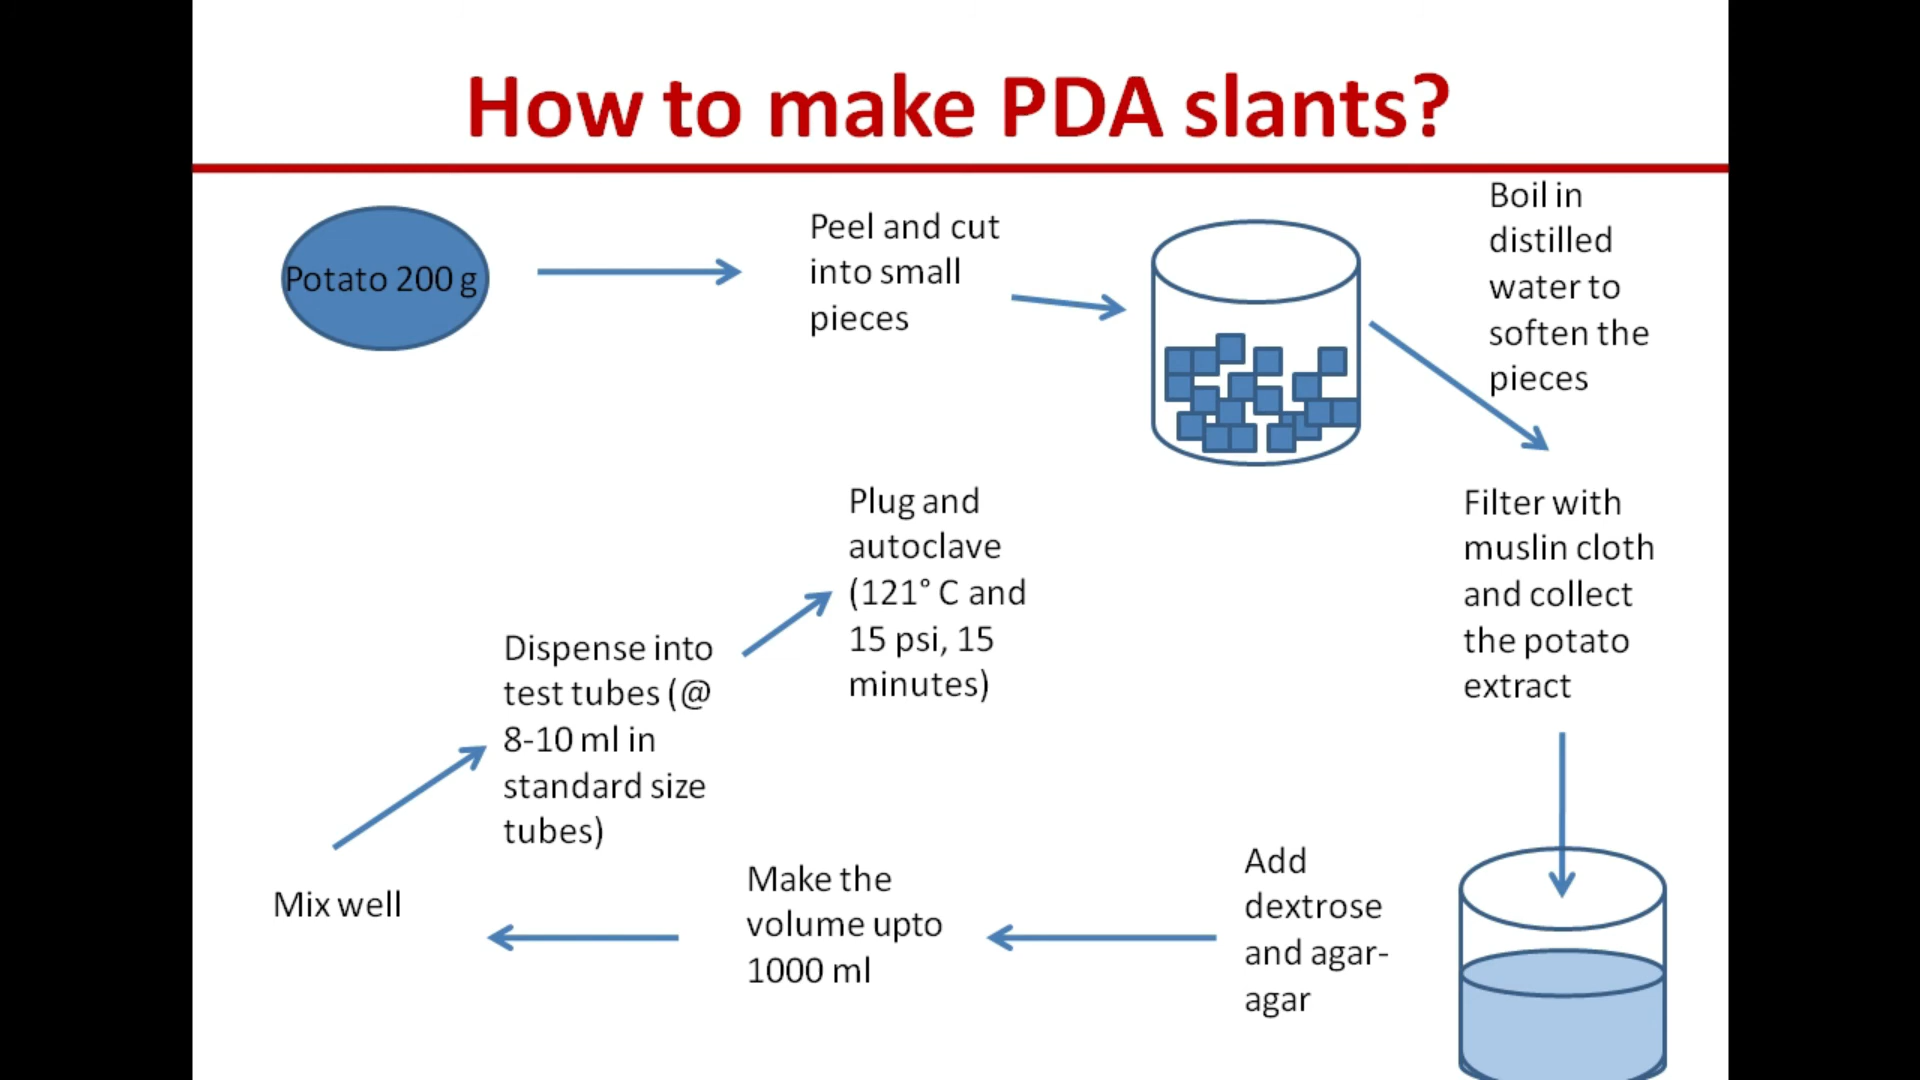 How to make PDA slants?
Potato 200 g
Peel and cut
into small
pieces
Boil in
distilled
water to
soften the
pieces
Filter with
muslin cloth
and collect
the potato
extract
Add
dextrose
and agar-
agar
Make the
volume upto
1000 ml
Mix well
Dispense into
test tubes (@
8-10 ml in
standard size
tubes)
Plug and
autoclave
(121° C and
15 psi, 15
minutes)